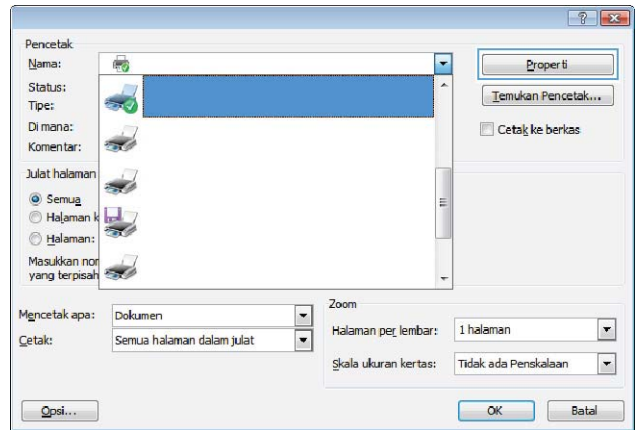 Pencetak
Nama:
Properti
Status:
Temukan Pencetak...
Tipe:
Di mana:
Cetak ke berkas
Komentar:
Julat halaman
Semua
Halaman k
Halaman:
Masukkan nor
yang terpisah
Mencetak apa: Dokumen
Cetak: Semua halaman dalam julat
Zoom
Halaman per lembar: 1 halaman
Skala ukuran kertas: Tidak ada Penskalaan
Opsi...
OK
Batal